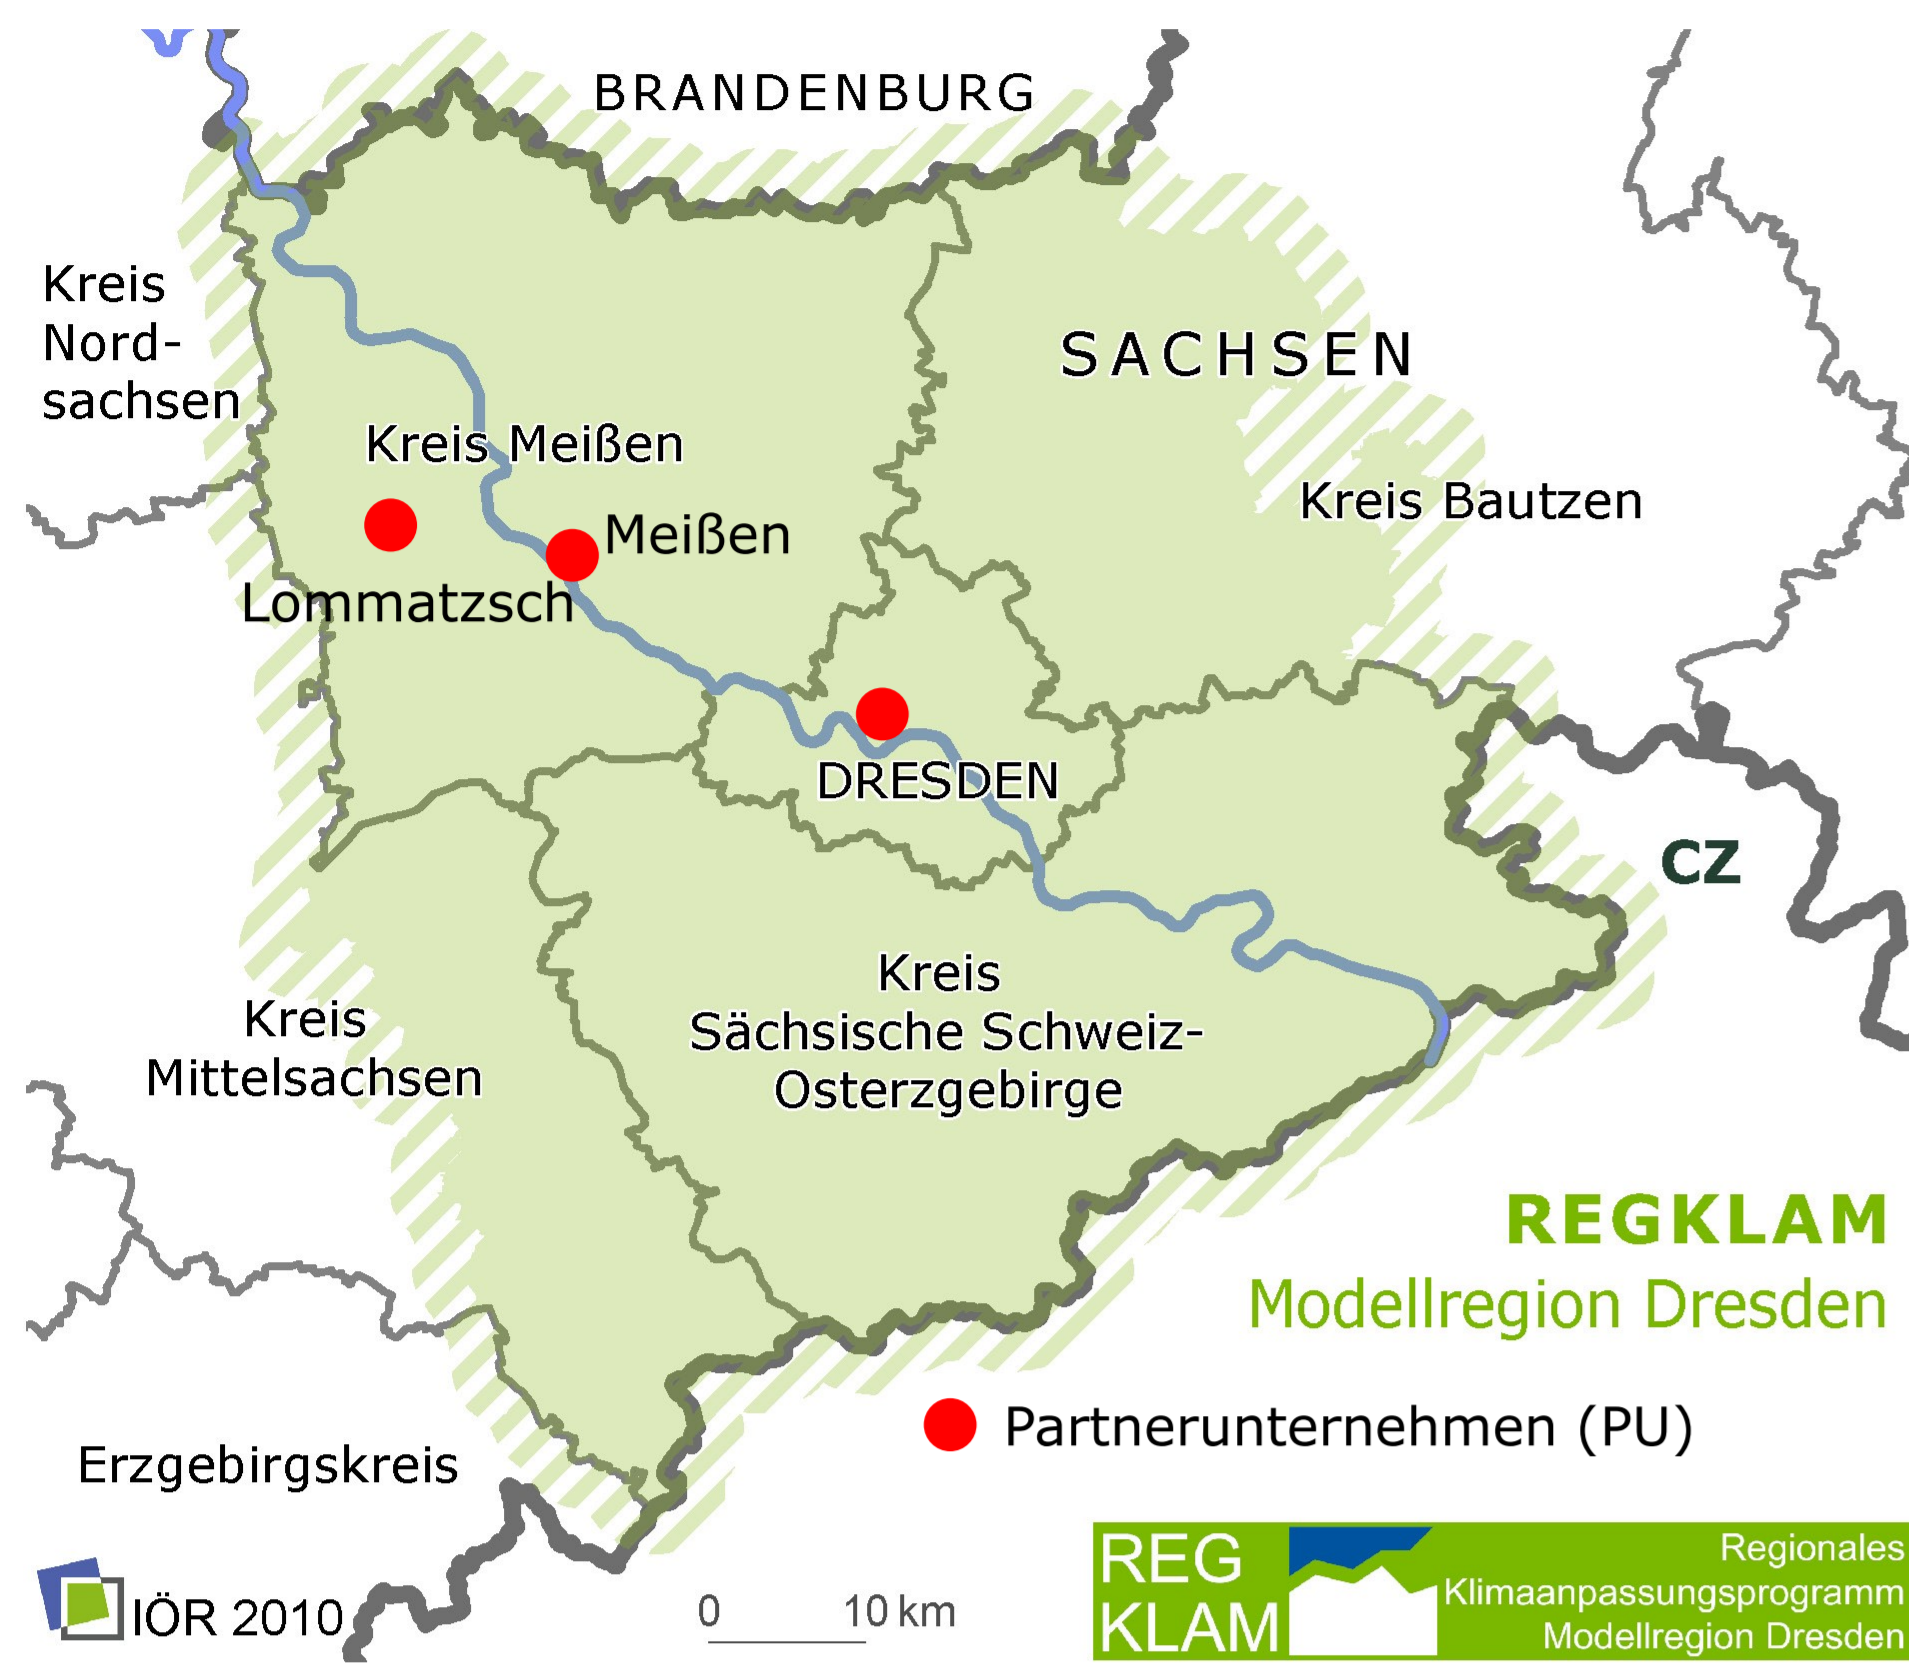 BRANDENBURG
Kreis
Nord-
sachsen
SACHSEN
Kreis Meißen
Kreis Bautzen
Meißen
Lommatzsch
DRESDEN
CZ
Kreis
Sächsische Schweiz-
Osterzgebirge
Kreis
Mittelsachsen
REGKLAM
Modellregion Dresden
Partnerunternehmen (PU)
Erzgebirgskreis
IÖR 2010
0 10 km
REG
KLAM
Regionales
Klimaanpassungsprogramm
Modellregion Dresden